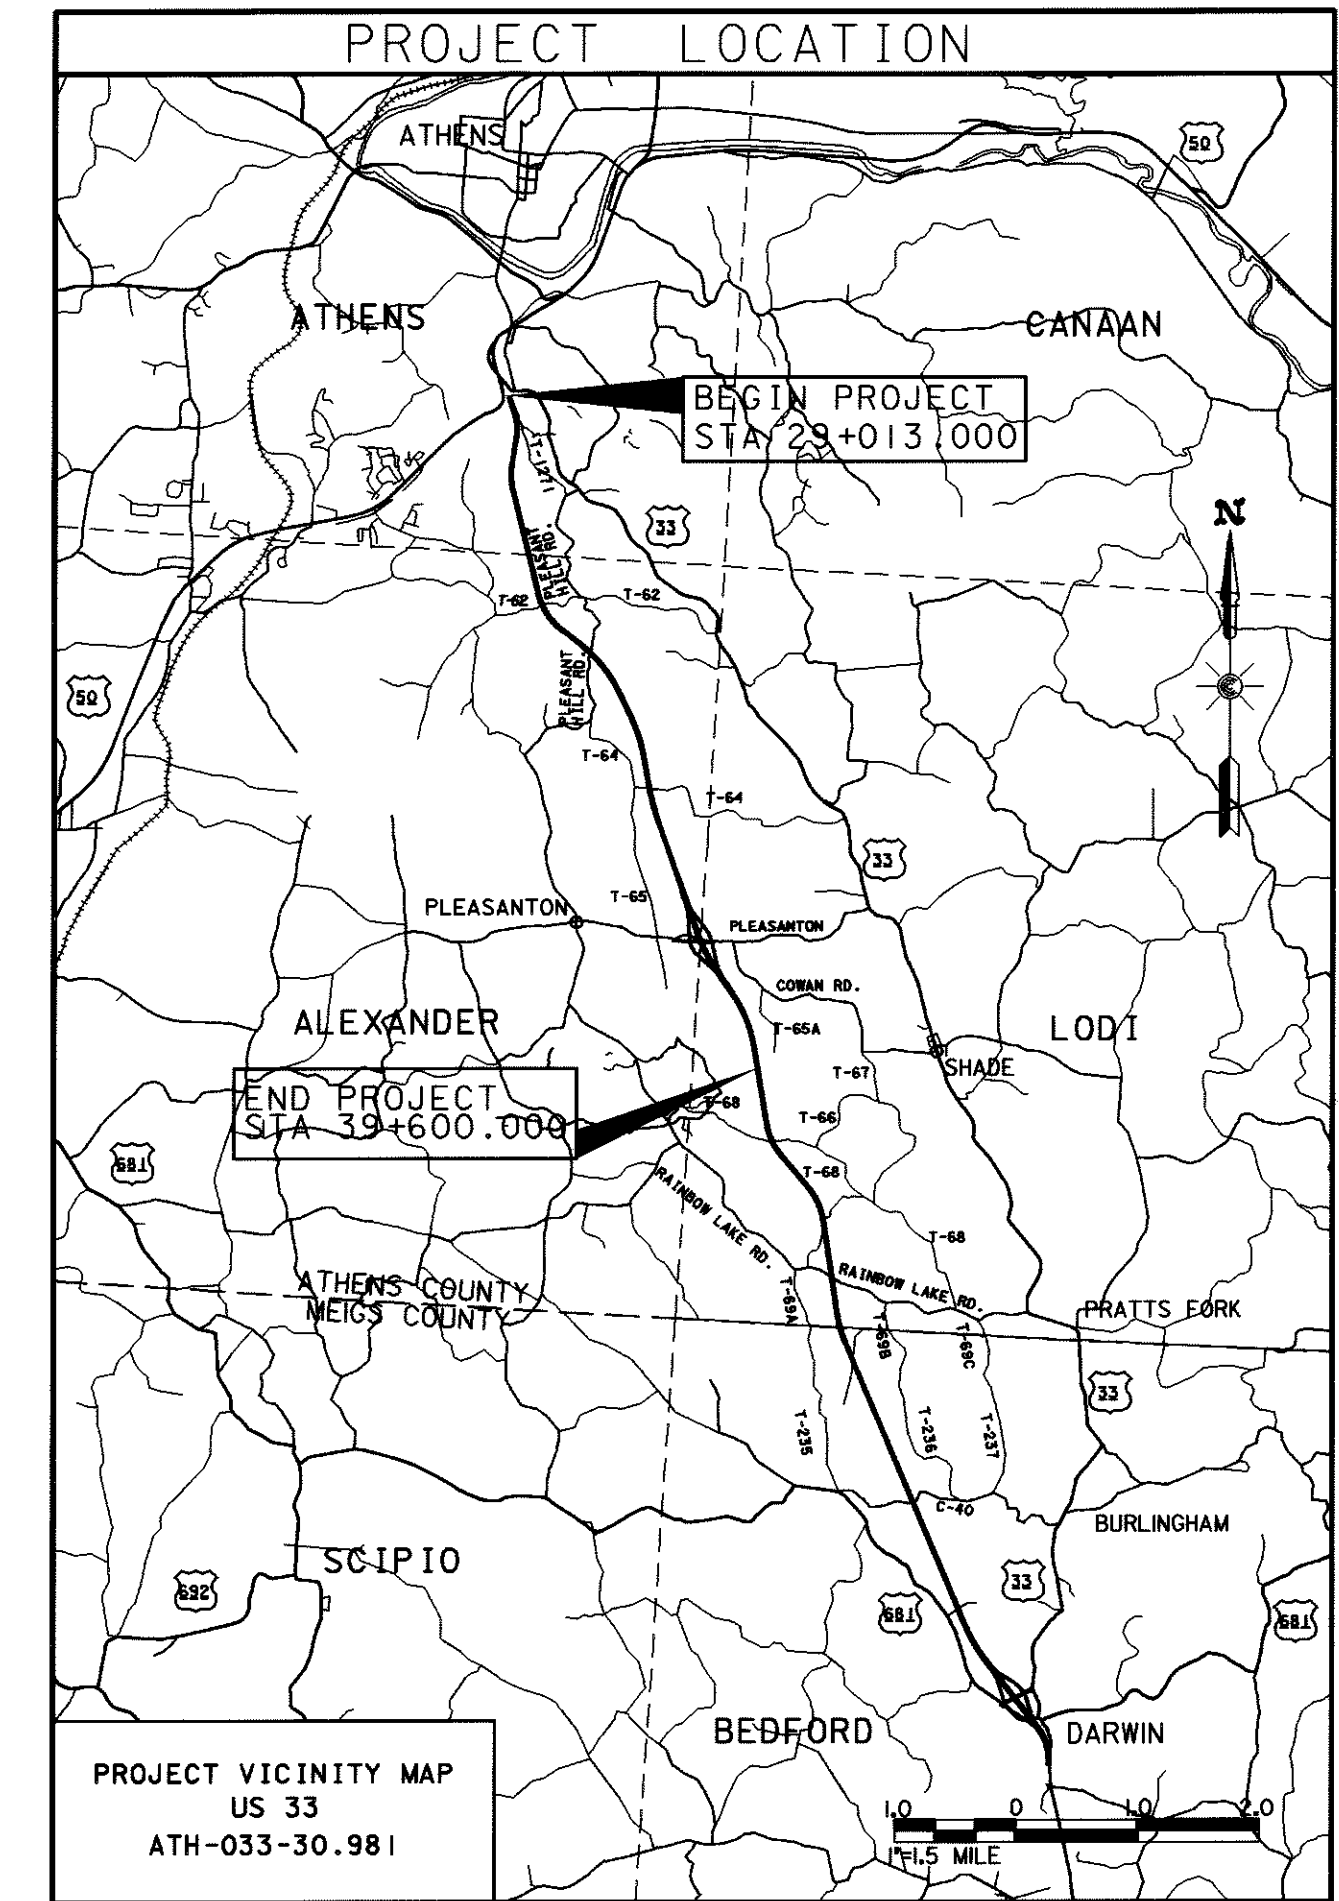 PROJECT LOCATION
ATHENS
50
ATHENS
CANAAN
BEGIN PROJECT
STA 29+013.000
T-1271
33
N
PLEASANT
HILL RD.
T-62
T-62
PLEASANT
HILL RD.
50
T-64
T-64
33
T-65
PLEASANTON
PLEASANTON
COWAN RD.
ALEXANDER
T-65A
LODI
SHADE
T-67
END PROJECT
STA 39+600.000
T-68
T-66
681
T-68
RAINBOW LAKE RD.
T-68
RAINBOW LAKE RD.
ATHENS COUNTY
MEIGS COUNTY
T-69A
PRATTS FORK
T-69B
T-69C
33
T-235
T-236
T-237
C-40
BURLINGHAM
SCIPIO
692
33
681
681
BEDFORD
DARWIN
PROJECT VICINITY MAP
US 33
ATH-033-30.981
1.0 0 1.0 2.0
1"=1.5 MILE